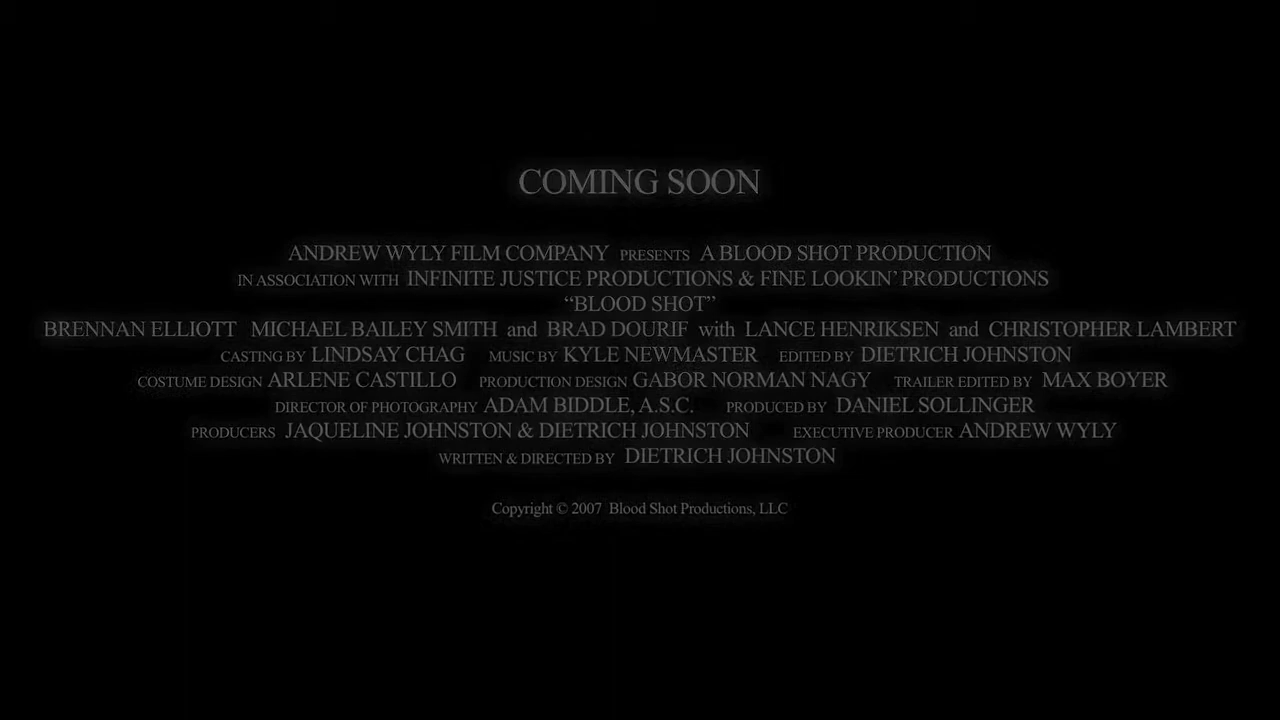 COMING SOON
ANDREW WYLY FILM COMPANY PRESENTS A BLOOD SHOT PRODUCTION
IN ASSOCIATION WITH INFINITE JUSTICE PRODUCTIONS & FINE LOOKIN’ PRODUCTIONS
“BLOOD SHOT”
BRENNAN ELLIOTT MICHAEL BAILEY SMITH and BRAD DOURIF with LANCE HENRIKSEN and CHRISTOPHER LAMBERT
CASTING BY LINDSAY CHAG MUSIC BY KYLE NEWMASTER EDITED BY DIETRICH JOHNSTON
COSTUME DESIGN ARLENE CASTILLO PRODUCTION DESIGN GABOR NORMAN NAGY TRAILER EDITED BY MAX BOYER
DIRECTOR OF PHOTOGRAPHY ADAM BIDDLE, A.S.C. PRODUCED BY DANIEL SOLLINGER
PRODUCERS JAQUELINE JOHNSTON & DIETRICH JOHNSTON EXECUTIVE PRODUCER ANDREW WYLY
WRITTEN & DIRECTED BY DIETRICH JOHNSTON
Copyright © 2007 Blood Shot Productions, LLC